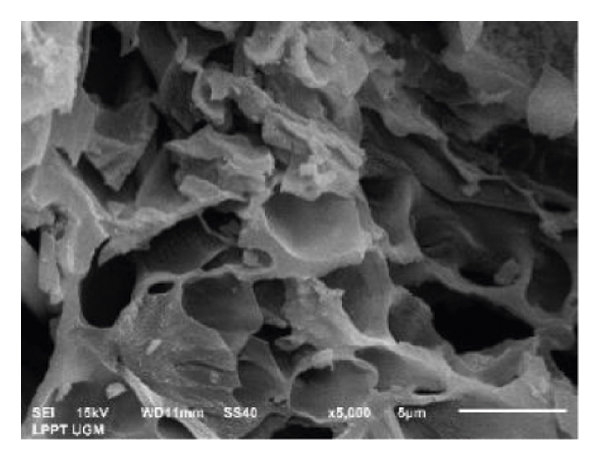 SEI 15kV WD11mm SS40 x5,000 5μm
LPPT UGM